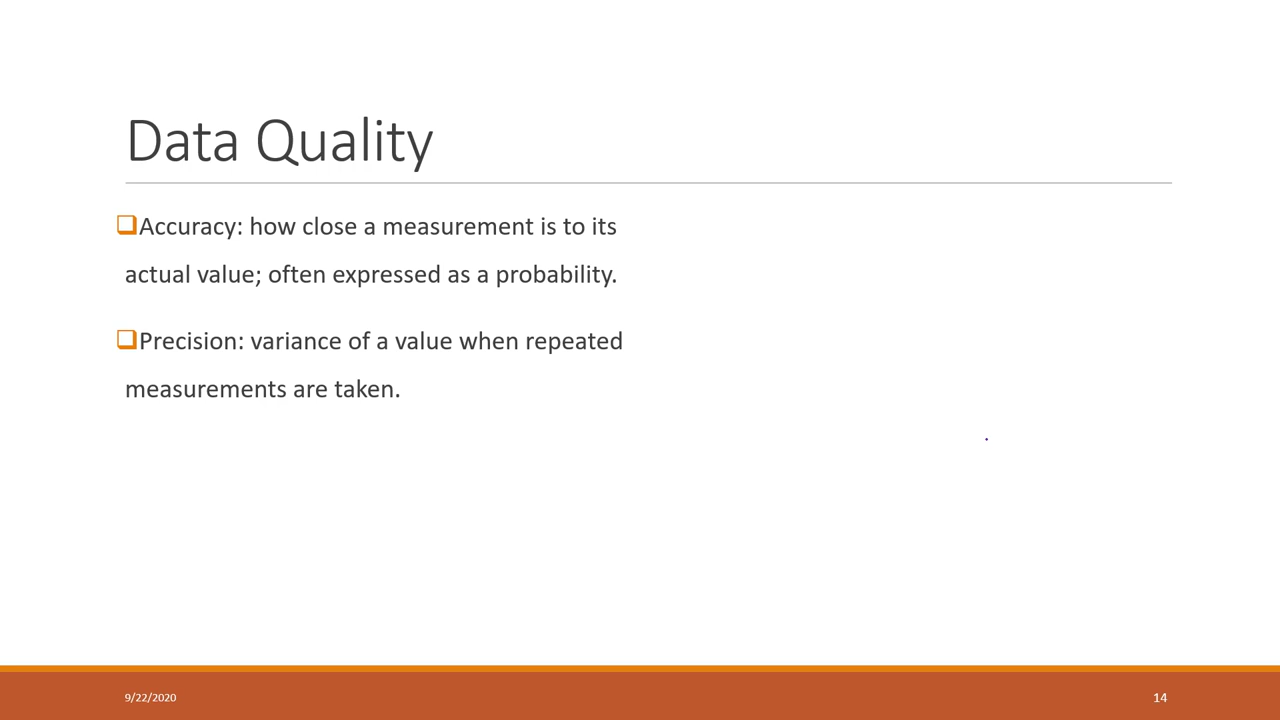 Data Quality
Accuracy: how close a measurement is to its
actual value; often expressed as a probability.
Precision: variance of a value when repeated
measurements are taken.
9/22/2020
14